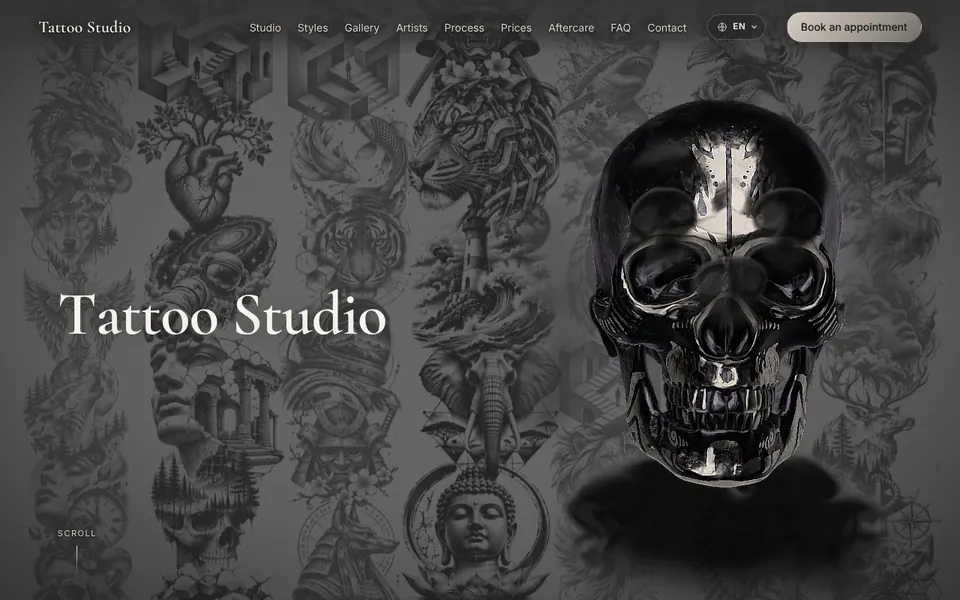 Tattoo Studio
Studio Styles Gallery Artists Process Prices Aftercare FAQ Contact EN Book an appointment
Tattoo Studio
SCROLL